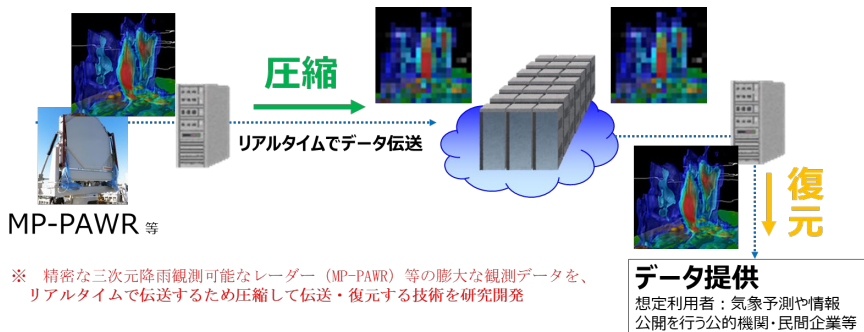 圧縮
リアルタイムでデータ伝送
MP-PAWR 等
復元
※ 精密な三次元降雨観測可能なレーダー（MP-PAWR）等の膨大な観測データを、
リアルタイムで伝送するため圧縮して伝送・復元する技術を研究開発
データ提供
想定利用者：気象予測や情報
公開を行う公的機関・民間企業等